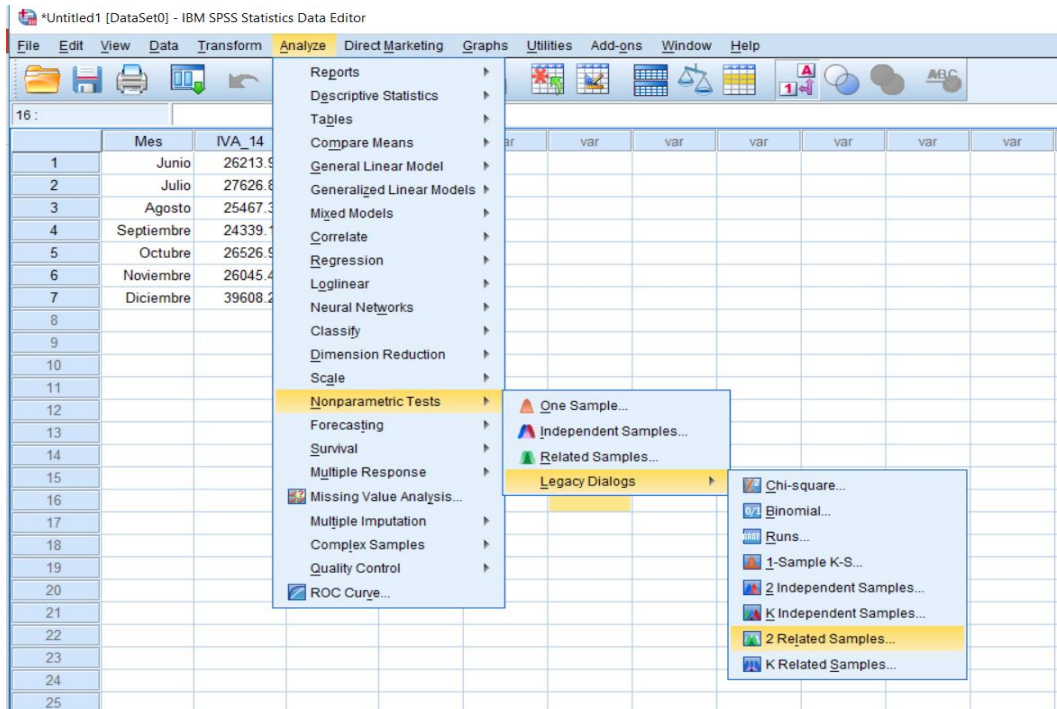 *Untitled1 [DataSet0] - IBM SPSS Statistics Data Editor
File Edit View Data Transform Analyze Direct Marketing Graphs Utilities Add-ons Window Help
16 :
Mes IVA_14 var var var var var var
1 Junio 26213.9
2 Julio 27626.8
3 Agosto 25467.3
4 Septiembre 24339.1
5 Octubre 26526.9
6 Noviembre 26045.4
7 Diciembre 39608.2
8
9
10
11
12
13
14
15
16
17
18
19
20
21
22
23
24
25
Reports
Descriptive Statistics
Tables
Compare Means
General Linear Model
Generalized Linear Models
Mixed Models
Correlate
Regression
Loglinear
Neural Networks
Classify
Dimension Reduction
Scale
Nonparametric Tests
Forecasting
Survival
Multiple Response
Missing Value Analysis...
Multiple Imputation
Complex Samples
Quality Control
ROC Curve...
One Sample...
Independent Samples...
Related Samples...
Legacy Dialogs
Chi-square...
Binomial...
Runs...
1-Sample K-S...
2 Independent Samples...
K Independent Samples...
2 Related Samples...
K Related Samples...